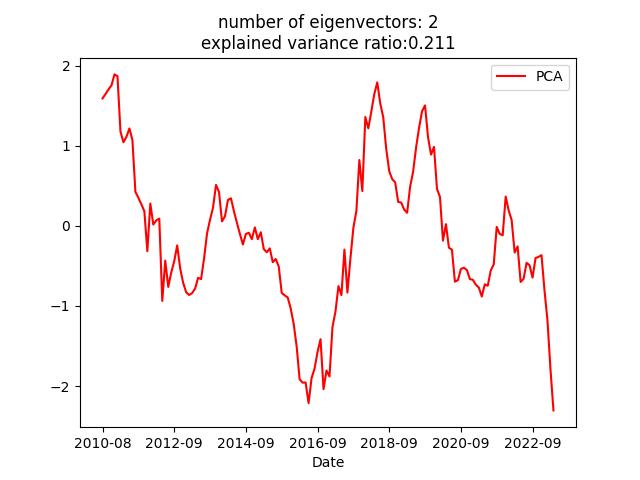 number of eigenvectors: 2
explained variance ratio:0.211
PCA
2
1
0
−1
−2
2010-08 2012-09 2014-09 2016-09 2018-09 2020-09 2022-09
Date